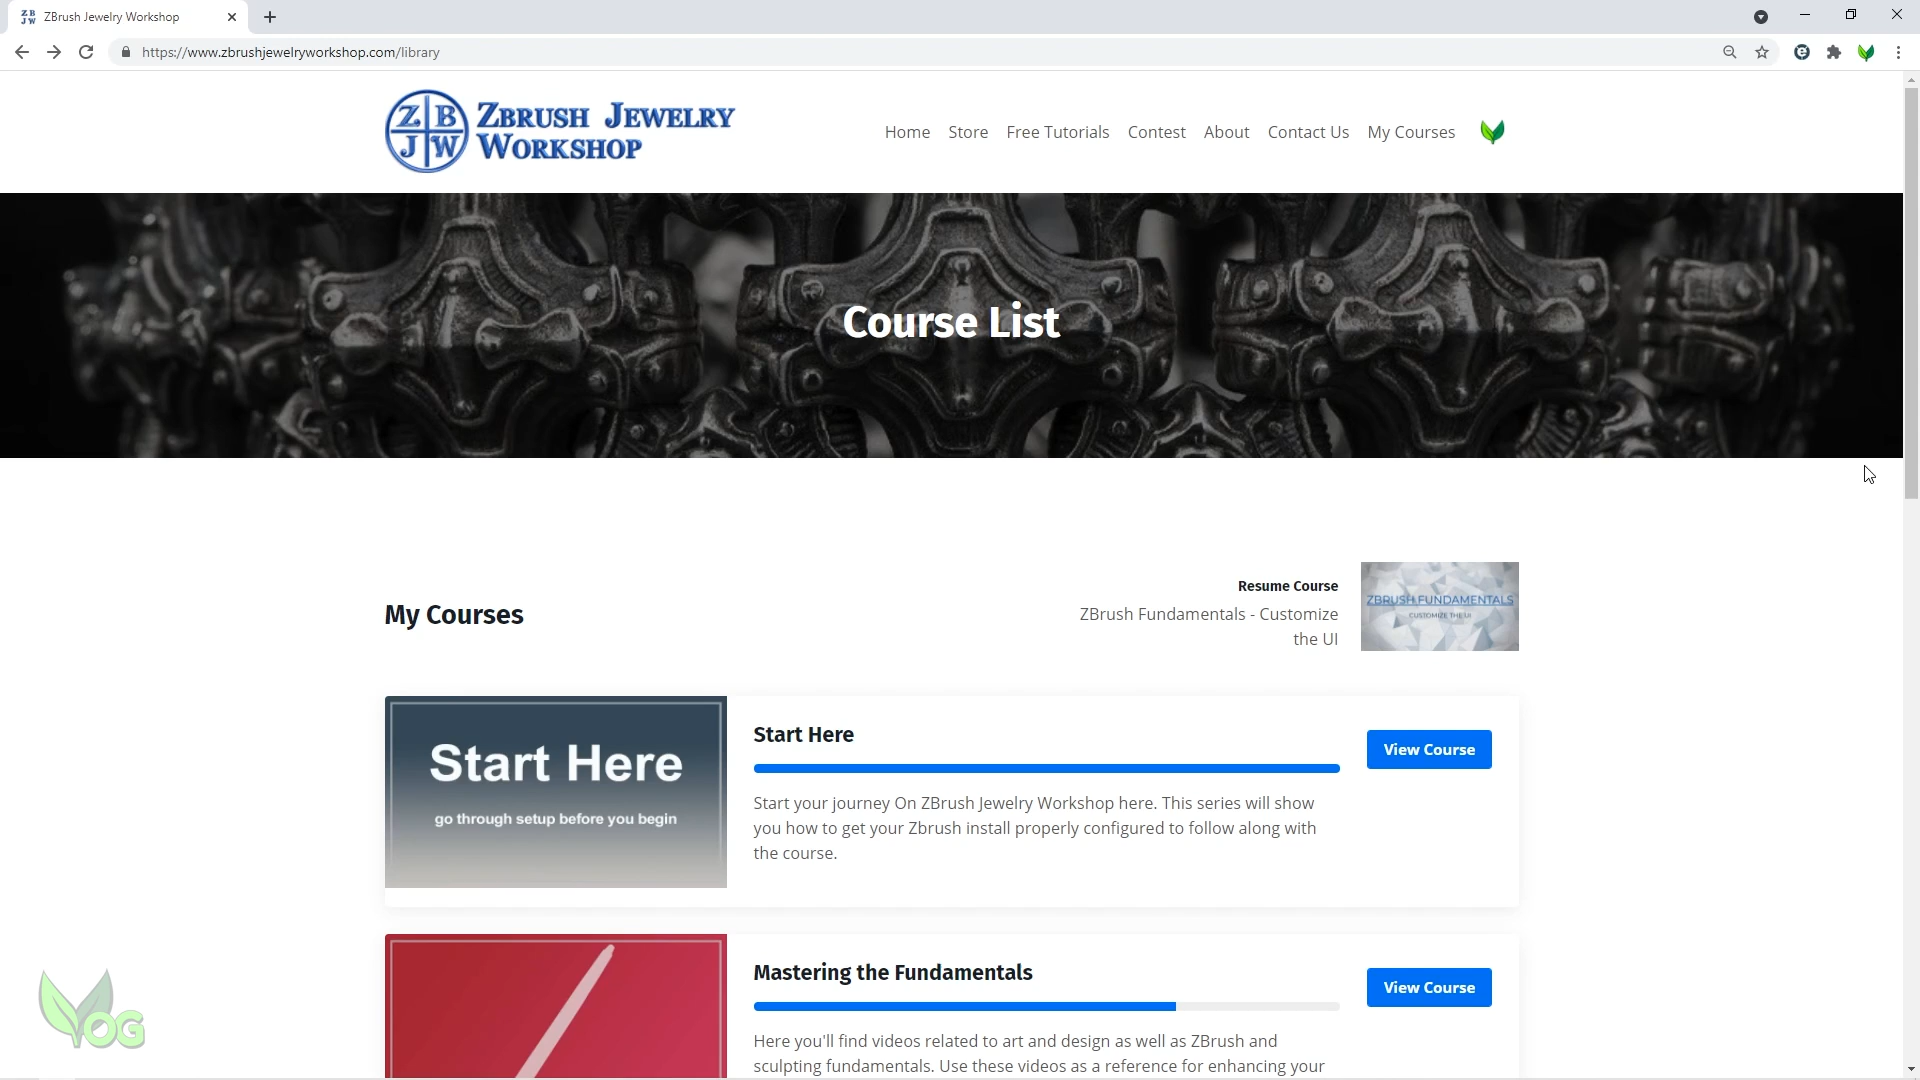 ZBrush Jewelry Workshop
https://www.zbrushjewelryworkshop.com/library
Z B
J W
ZBRUSH JEWELRY
WORKSHOP
Home Store Free Tutorials Contest About Contact Us My Courses
Course List
My Courses
Resume Course
ZBrush Fundamentals - Customize
the UI
ZBRUSH FUNDAMENTALS
CUSTOMIZE THE UI
Start Here
go through setup before you begin
Start Here
View Course
Start your journey On ZBrush Jewelry Workshop here. This series will show
you how to get your Zbrush install properly configured to follow along with
the course.
Mastering the Fundamentals
View Course
Here you'll find videos related to art and design as well as ZBrush and
sculpting fundamentals. Use these videos as a reference for enhancing your
YOG